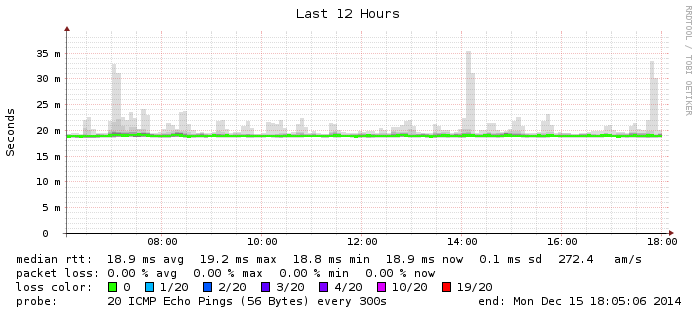 Last 12 Hours
RRDTOOL / TOBI OETIKER
Seconds
35 m
30 m
25 m
20 m
15 m
10 m
5 m
0
08:00 10:00 12:00 14:00 16:00 18:00
median rtt: 18.9 ms avg 19.2 ms max 18.8 ms min 18.9 ms now 0.1 ms sd 272.4 am/s
packet loss: 0.00 % avg 0.00 % max 0.00 % min 0.00 % now
loss color: 0 1/20 2/20 3/20 4/20 10/20 19/20
probe: 20 ICMP Echo Pings (56 Bytes) every 300s end: Mon Dec 15 18:05:06 2014